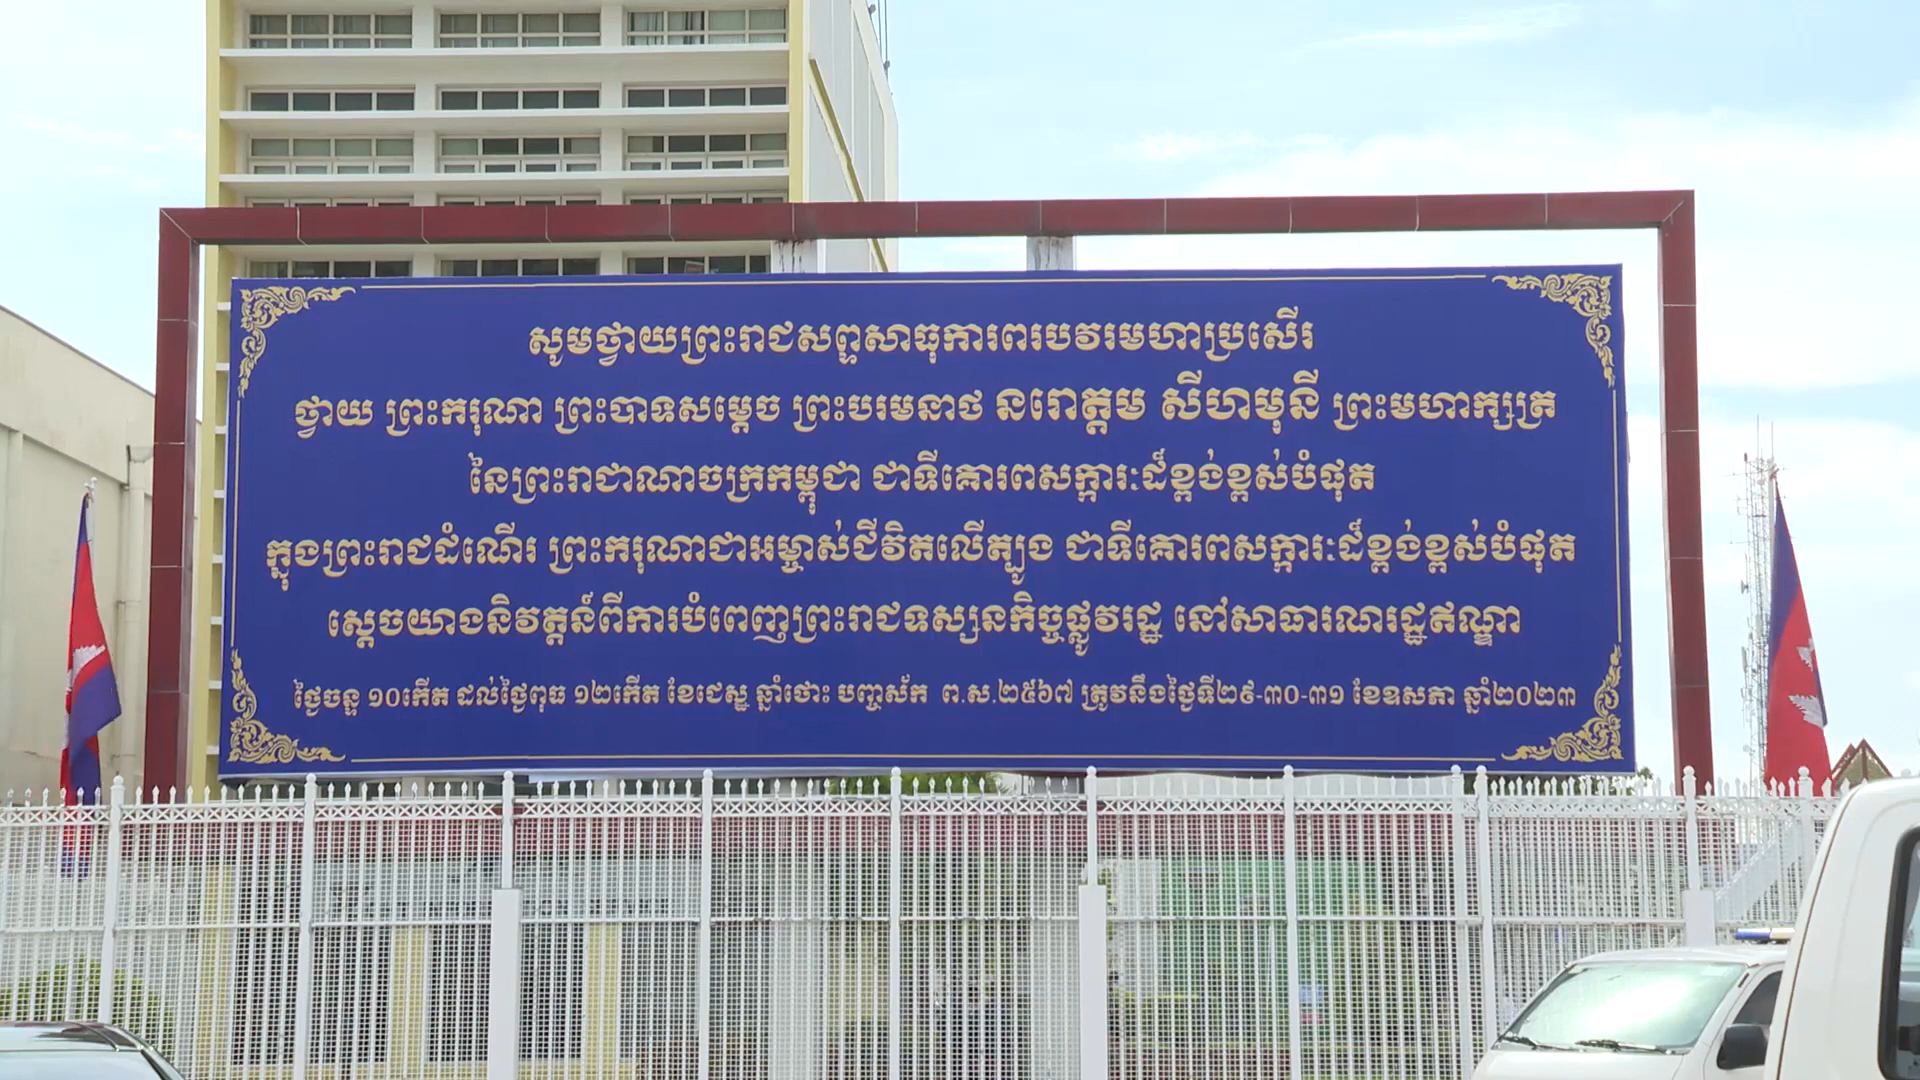 សូមថ្វាយព្រះរាជសព្ទសាធុការពរបវរមហាប្រសើរ
ថ្វាយ ព្រះករុណា ព្រះបាទសម្តេច ព្រះបរមនាថ នរោត្តម សីហមុនី ព្រះមហាក្សត្រ
នៃព្រះរាជាណាចក្រកម្ពុជា ជាទីគោរពសក្ការៈដ៏ខ្ពង់ខ្ពស់បំផុត
ក្នុងព្រះរាជដំណើរ ព្រះករុណាជាអម្ចាស់ជីវិតលើត្បូង ជាទីគោរពសក្ការៈដ៏ខ្ពង់ខ្ពស់បំផុត
ស្តេចយាងនិវត្តន៍ពីការបំពេញព្រះរាជទស្សនកិច្ចផ្លូវរដ្ឋ នៅសាធារណរដ្ឋឥណ្ឌា
ថ្ងៃចន្ទ ១០កើត ដល់ថ្ងៃពុធ ១២កើត ខែជេស្ឋ ឆ្នាំថោះ បញ្ចស័ក ព.ស.២៥៦៧ ត្រូវនឹងថ្ងៃទី២៩-៣០-៣១ ខែឧសភា ឆ្នាំ២០២៣